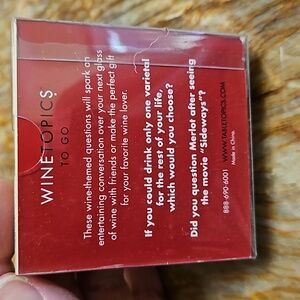 WINETOPICS
TO GO
These wine-themed questions will spark an
entertaining conversation over your next glass
of wine with friends or make the perfect gift
for your favorite wine lover.
If you could drink only one varietal
for the rest of your life,
which would you choose?
Did you question Merlot after seeing
the movie "Sideways"?
WWW.TABLETOPICS.COM
888-690-6001 Made in China.